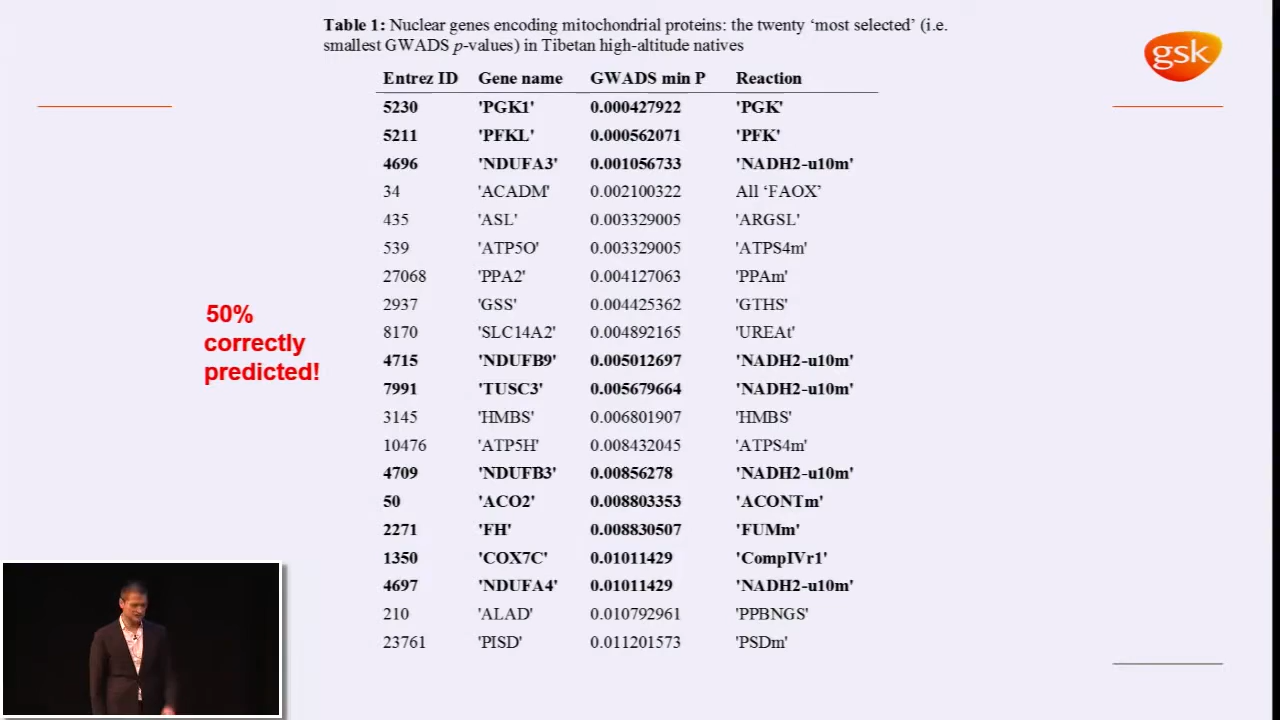 Table 1: Nuclear genes encoding mitochondrial proteins: the twenty ‘most selected’ (i.e.
smallest GWADS p-values) in Tibetan high-altitude natives
gsk
Entrez ID Gene name GWADS min P Reaction
5230 'PGK1' 0.000427922 'PGK'
5211 'PFKL' 0.000562071 'PFK'
4696 'NDUFA3' 0.001056733 'NADH2-u10m'
34 'ACADM' 0.002100322 All ‘FAOX’
435 'ASL' 0.003329005 'ARGSL'
539 'ATP5O' 0.003329005 'ATPS4m'
27068 'PPA2' 0.004127063 'PPAm'
2937 'GSS' 0.004425362 'GTHS'
8170 'SLC14A2' 0.004892165 'UREAt'
4715 'NDUFB9' 0.005012697 'NADH2-u10m'
7991 'TUSC3' 0.005679664 'NADH2-u10m'
3145 'HMBS' 0.006801907 'HMBS'
10476 'ATP5H' 0.008432045 'ATPS4m'
4709 'NDUFB3' 0.00856278 'NADH2-u10m'
50 'ACO2' 0.008803353 'ACONTm'
2271 'FH' 0.008830507 'FUMm'
1350 'COX7C' 0.01011429 'CompIVr1'
4697 'NDUFA4' 0.01011429 'NADH2-u10m'
210 'ALAD' 0.010792961 'PPBNGS'
23761 'PISD' 0.011201573 'PSDm'
50%
correctly
predicted!